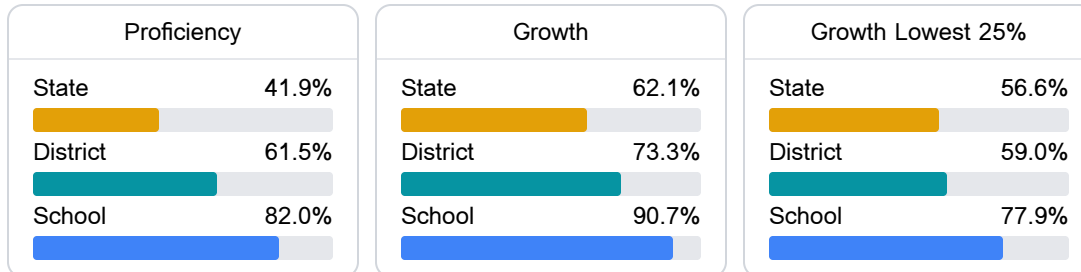 Proficiency
State 41.9%
District 61.5%
School 82.0%
Growth
State 62.1%
District 73.3%
School 90.7%
Growth Lowest 25%
State 56.6%
District 59.0%
School 77.9%